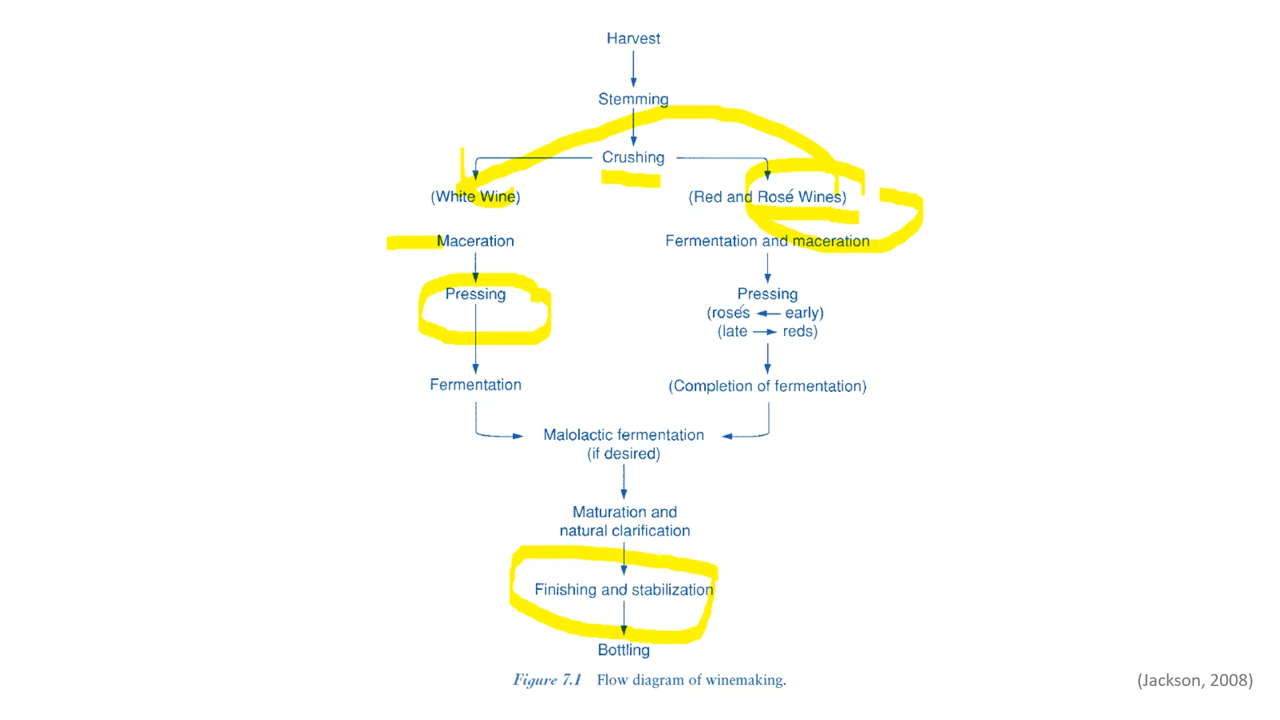 Harvest
Stemming
Crushing
(White Wine)
(Red and Rosé Wines)
Maceration
Fermentation and maceration
Pressing
Pressing
(rosés ← early)
(late → reds)
Fermentation
(Completion of fermentation)
Malolactic fermentation
(if desired)
Maturation and
natural clarification
Finishing and stabilization
Bottling
Figure 7.1 Flow diagram of winemaking.
(Jackson, 2008)